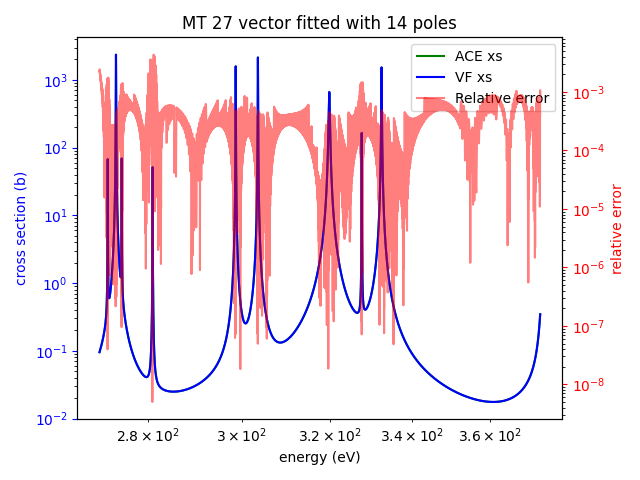 MT 27 vector fitted with 14 poles
ACE xs
VF xs
Relative error
cross section (b)
10³
10²
10¹
10⁰
10⁻¹
10⁻²
relative error
10⁻³
10⁻⁴
10⁻⁵
10⁻⁶
10⁻⁷
10⁻⁸
2.8 × 10² 3 × 10² 3.2 × 10² 3.4 × 10² 3.6 × 10²
energy (eV)